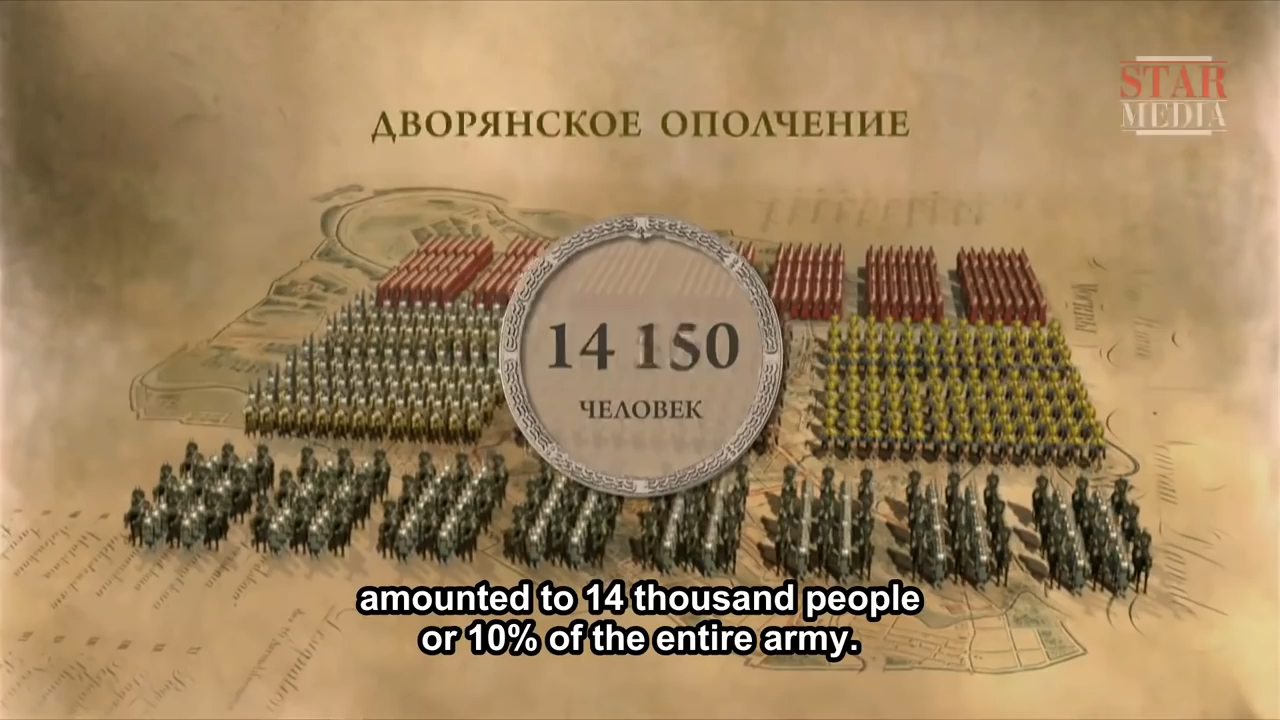 STAR
MEDIA
ДВОРЯНСКОЕ ОПОЛЧЕНИЕ
14 150
ЧЕЛОВЕК
amounted to 14 thousand people
or 10% of the entire army.